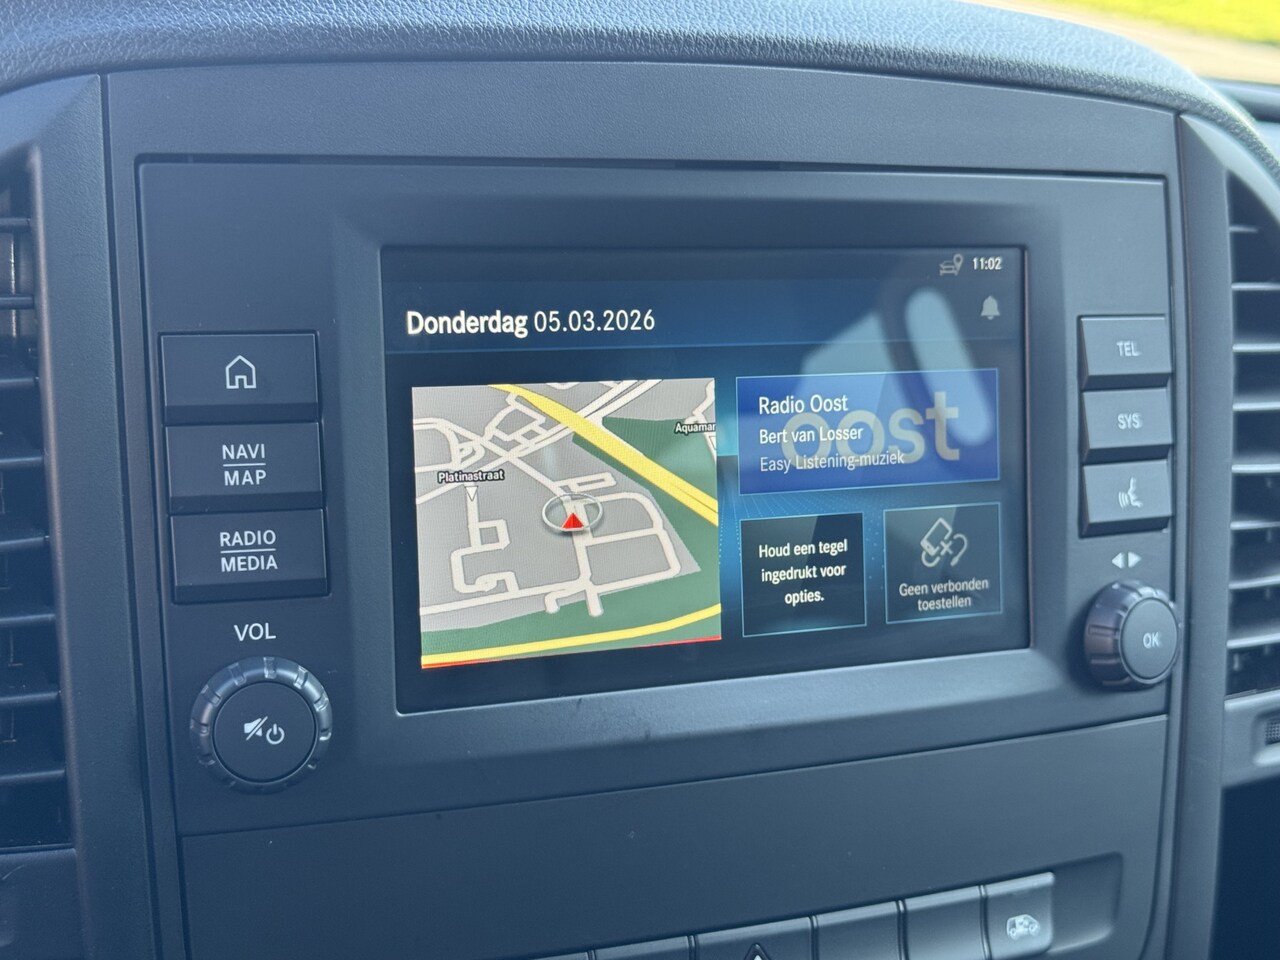 11:02
Donderdag 05.03.2026
Platinastraat
Aquamar
Radio Oost
Bert van Losser
Easy Listening-muziek
oost
Houd een tegel
ingedrukt voor
opties.
Geen verbonden
toestellen
NAVI
MAP
RADIO
MEDIA
VOL
TEL
SYS
OK